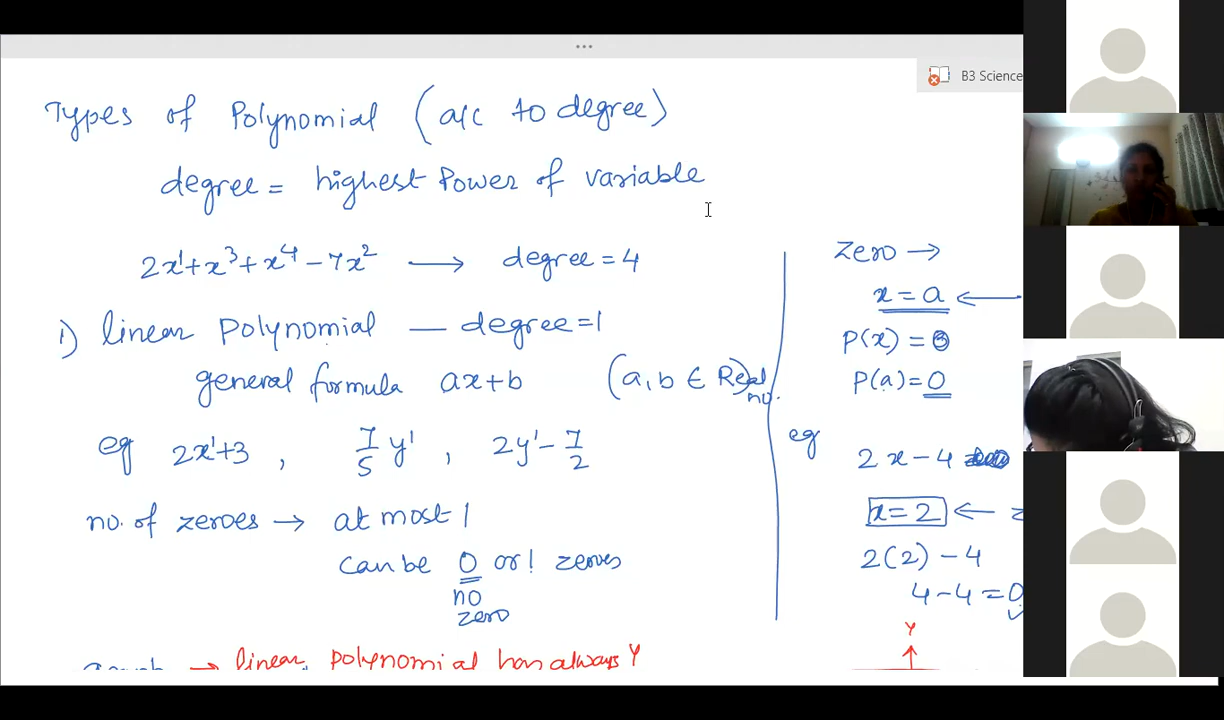 B3 Science
Types of Polynomial (a/c to degree)
degree = highest Power of variable
2x¹+x³+x⁴-7x² → degree = 4
1) linear polynomial — degree=1
general formula ax+b (a,b ∈ Real no.)
eg 2x¹+3, 7/5 y¹, 2y¹-7/2
no. of zeroes → at most 1
can be 0 or 1 zeroes
no
zero
→ linear polynomial has always
zero →
x = a ←
P(x) =
P(a)=0
eg
2x-4
x=2 ←
2(2)-4
4-4=0
Y